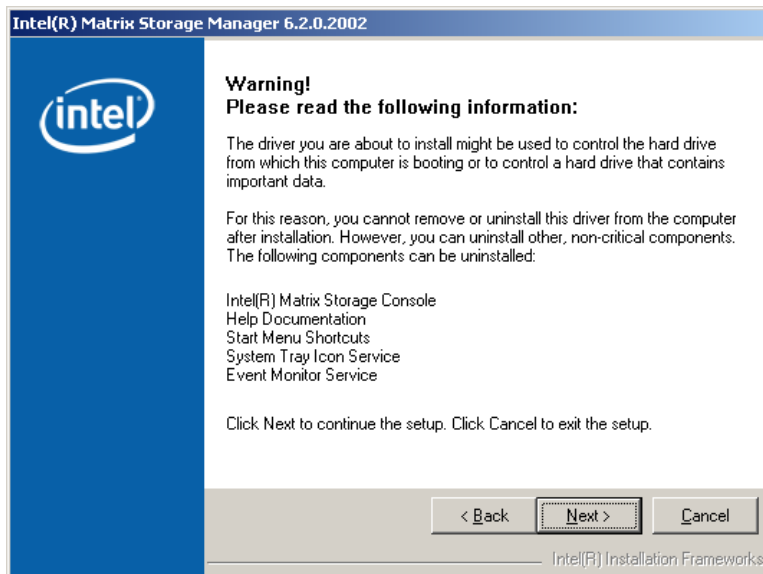 Intel(R) Matrix Storage Manager 6.2.0.2002
intel
Warning!
Please read the following information:
The driver you are about to install might be used to control the hard drive
from which this computer is booting or to control a hard drive that contains
important data.
For this reason, you cannot remove or uninstall this driver from the computer
after installation. However, you can uninstall other, non-critical components.
The following components can be uninstalled:
Intel(R) Matrix Storage Console
Help Documentation
Start Menu Shortcuts
System Tray Icon Service
Event Monitor Service
Click Next to continue the setup. Click Cancel to exit the setup.
< Back Next > Cancel
Intel(R) Installation Frameworks